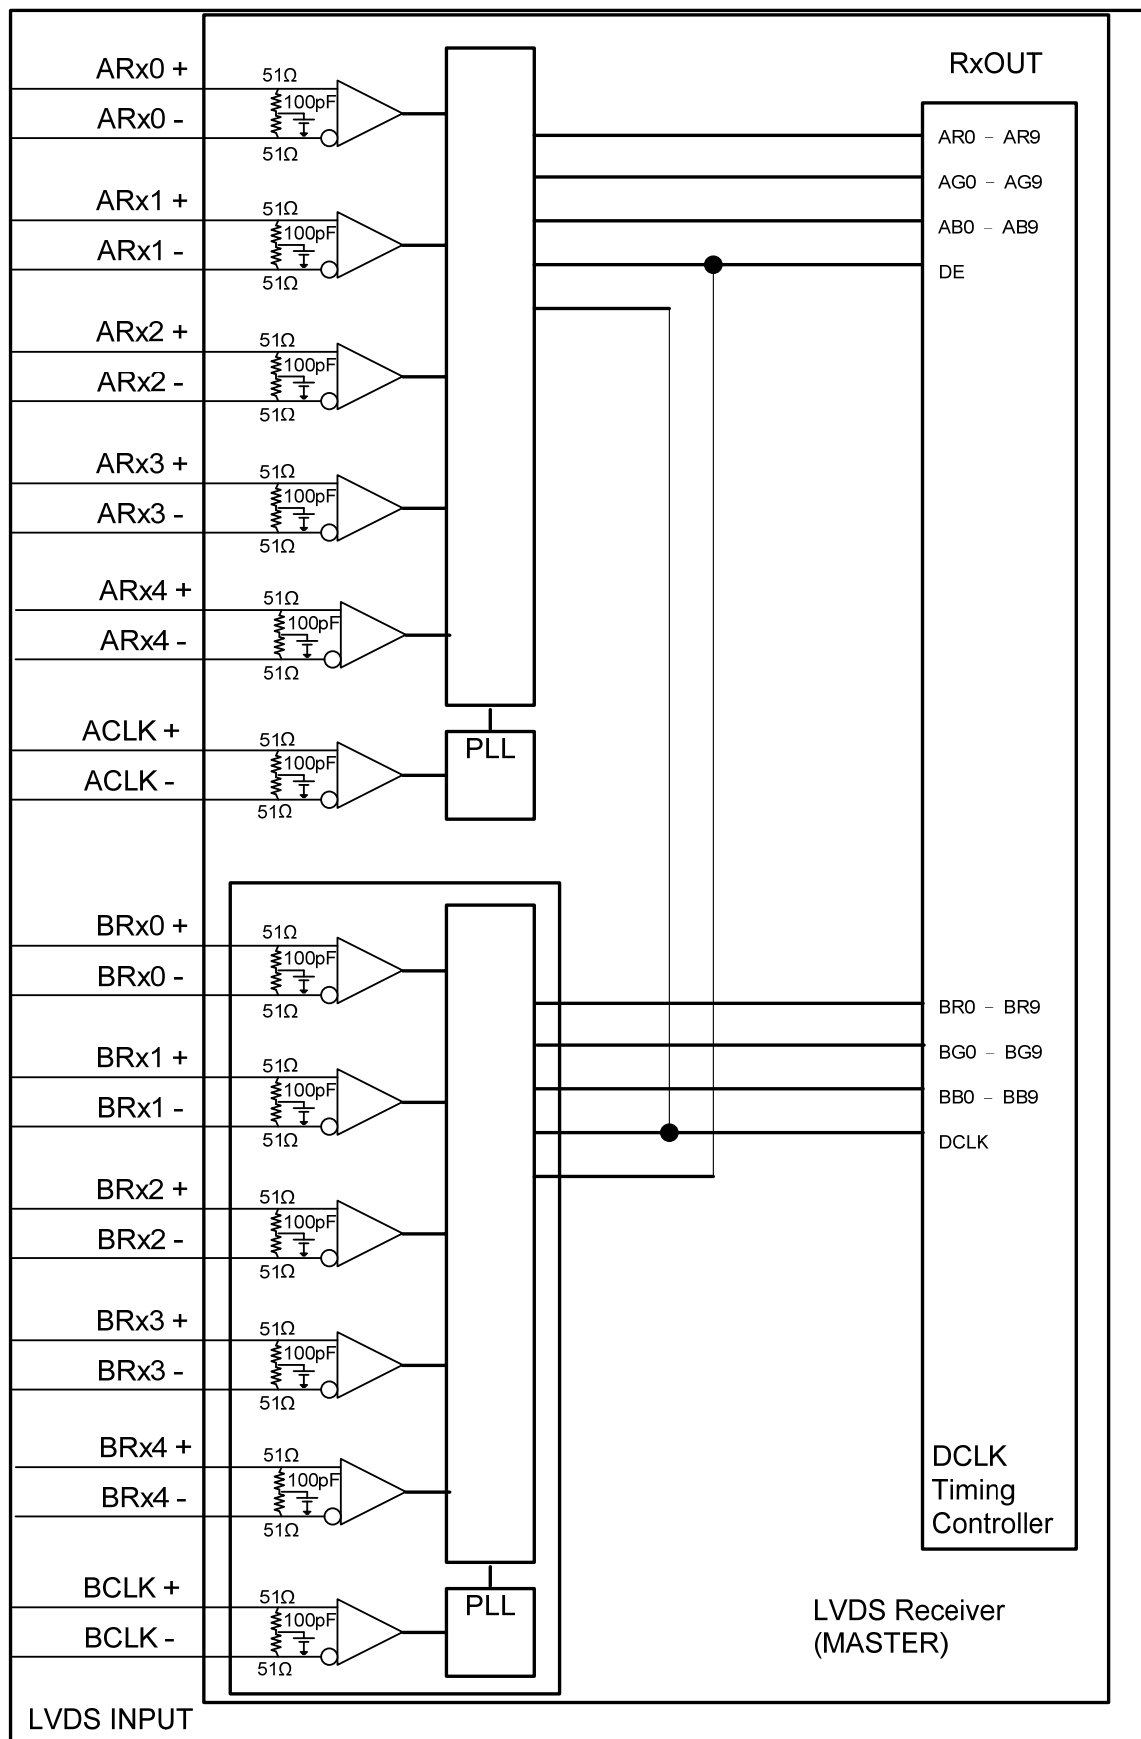 RxOUT
ARx0 +
51Ω
100pF
ARx0 -
51Ω
AR0 – AR9
AG0 – AG9
ARx1 +
51Ω
100pF
ARx1 -
51Ω
AB0 – AB9
DE
ARx2 +
51Ω
100pF
ARx2 -
51Ω
ARx3 +
51Ω
100pF
ARx3 -
51Ω
ARx4 +
51Ω
100pF
ARx4 -
51Ω
ACLK +
51Ω
PLL
100pF
ACLK -
51Ω
BRx0 +
51Ω
100pF
BRx0 -
51Ω
BR0 – BR9
BG0 – BG9
BRx1 +
51Ω
100pF
BRx1 -
51Ω
BB0 – BB9
DCLK
BRx2 +
51Ω
100pF
BRx2 -
51Ω
BRx3 +
51Ω
100pF
BRx3 -
51Ω
BRx4 +
51Ω
100pF
BRx4 -
51Ω
DCLK
Timing
Controller
BCLK +
51Ω
PLL
100pF
BCLK -
51Ω
LVDS Receiver
(MASTER)
LVDS INPUT